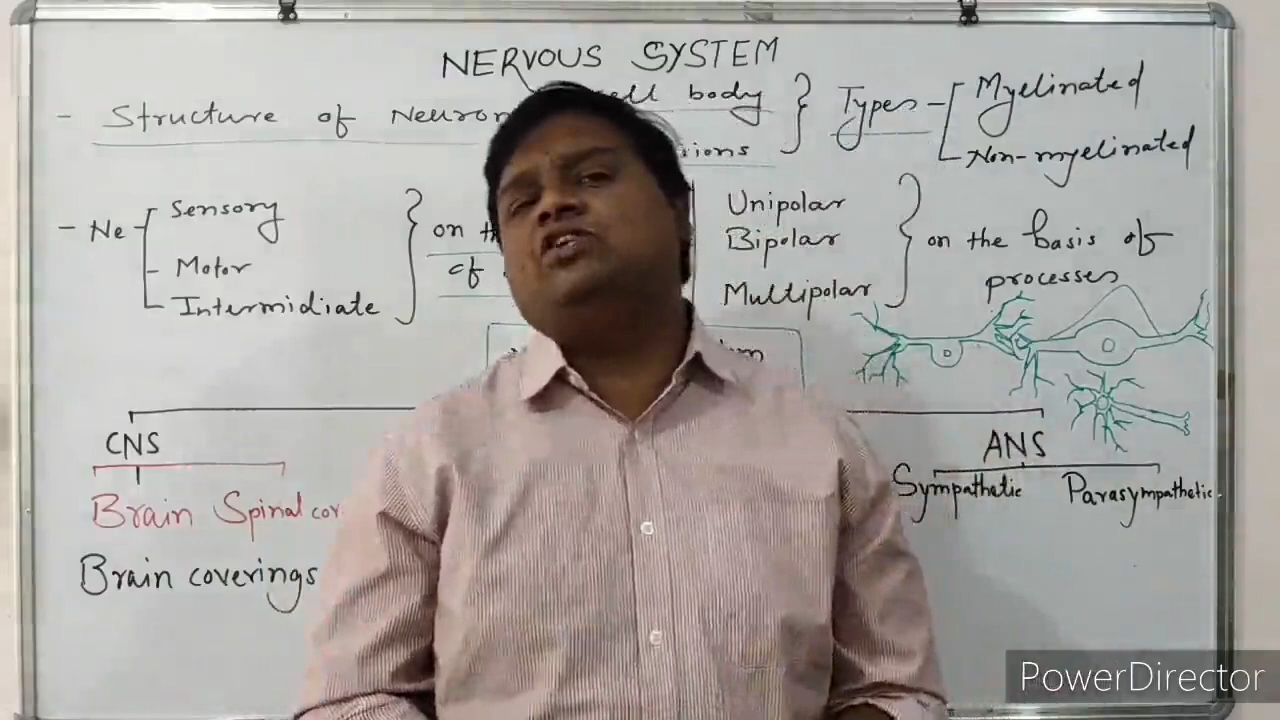 NERVOUS SYSTEM
- Structure of Neuron cell body } Types - Myelinated
Non-myelinated
- Ne - Sensory
Motor
Intermidiate } on
of
Unipolar
Bipolar
Multipolar } on the basis of
processes
CNS
Brain Spinal
Brain coverings
ANS
Sympathetic Parasympathetic
PowerDirector